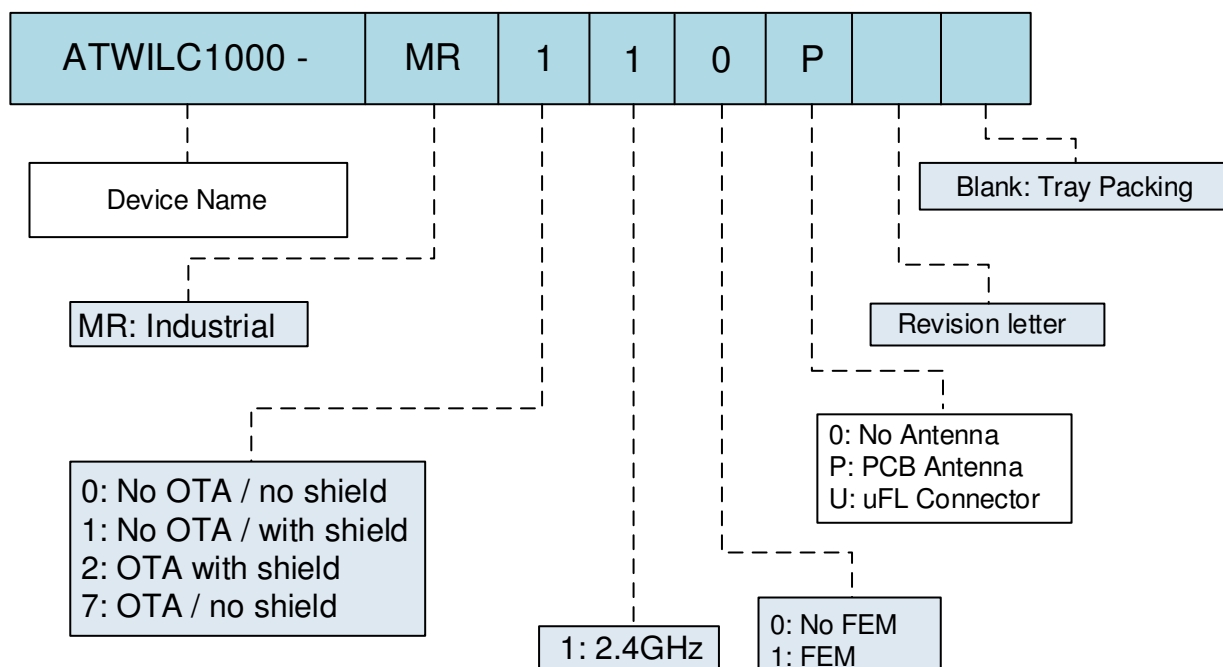 ATWILC1000 - MR 1 1 0 P
Device Name
Blank: Tray Packing
MR: Industrial
Revision letter
0: No Antenna
P: PCB Antenna
U: uFL Connector
0: No OTA / no shield
1: No OTA / with shield
2: OTA with shield
7: OTA / no shield
1: 2.4GHz
0: No FEM
1: FEM